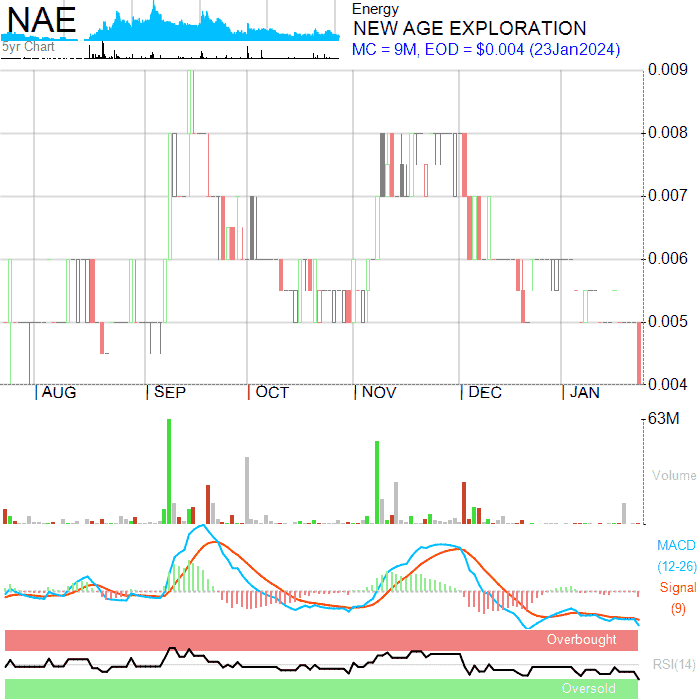 NAE
5yr Chart
Energy
NEW AGE EXPLORATION
MC = 9M, EOD = $0.004 (23Jan2024)
0.009
0.008
0.007
0.006
0.005
0.004
AUG SEP OCT NOV DEC JAN
63M
Volume
MACD
(12-26)
Signal
(9)
Overbought
RSI(14)
Oversold